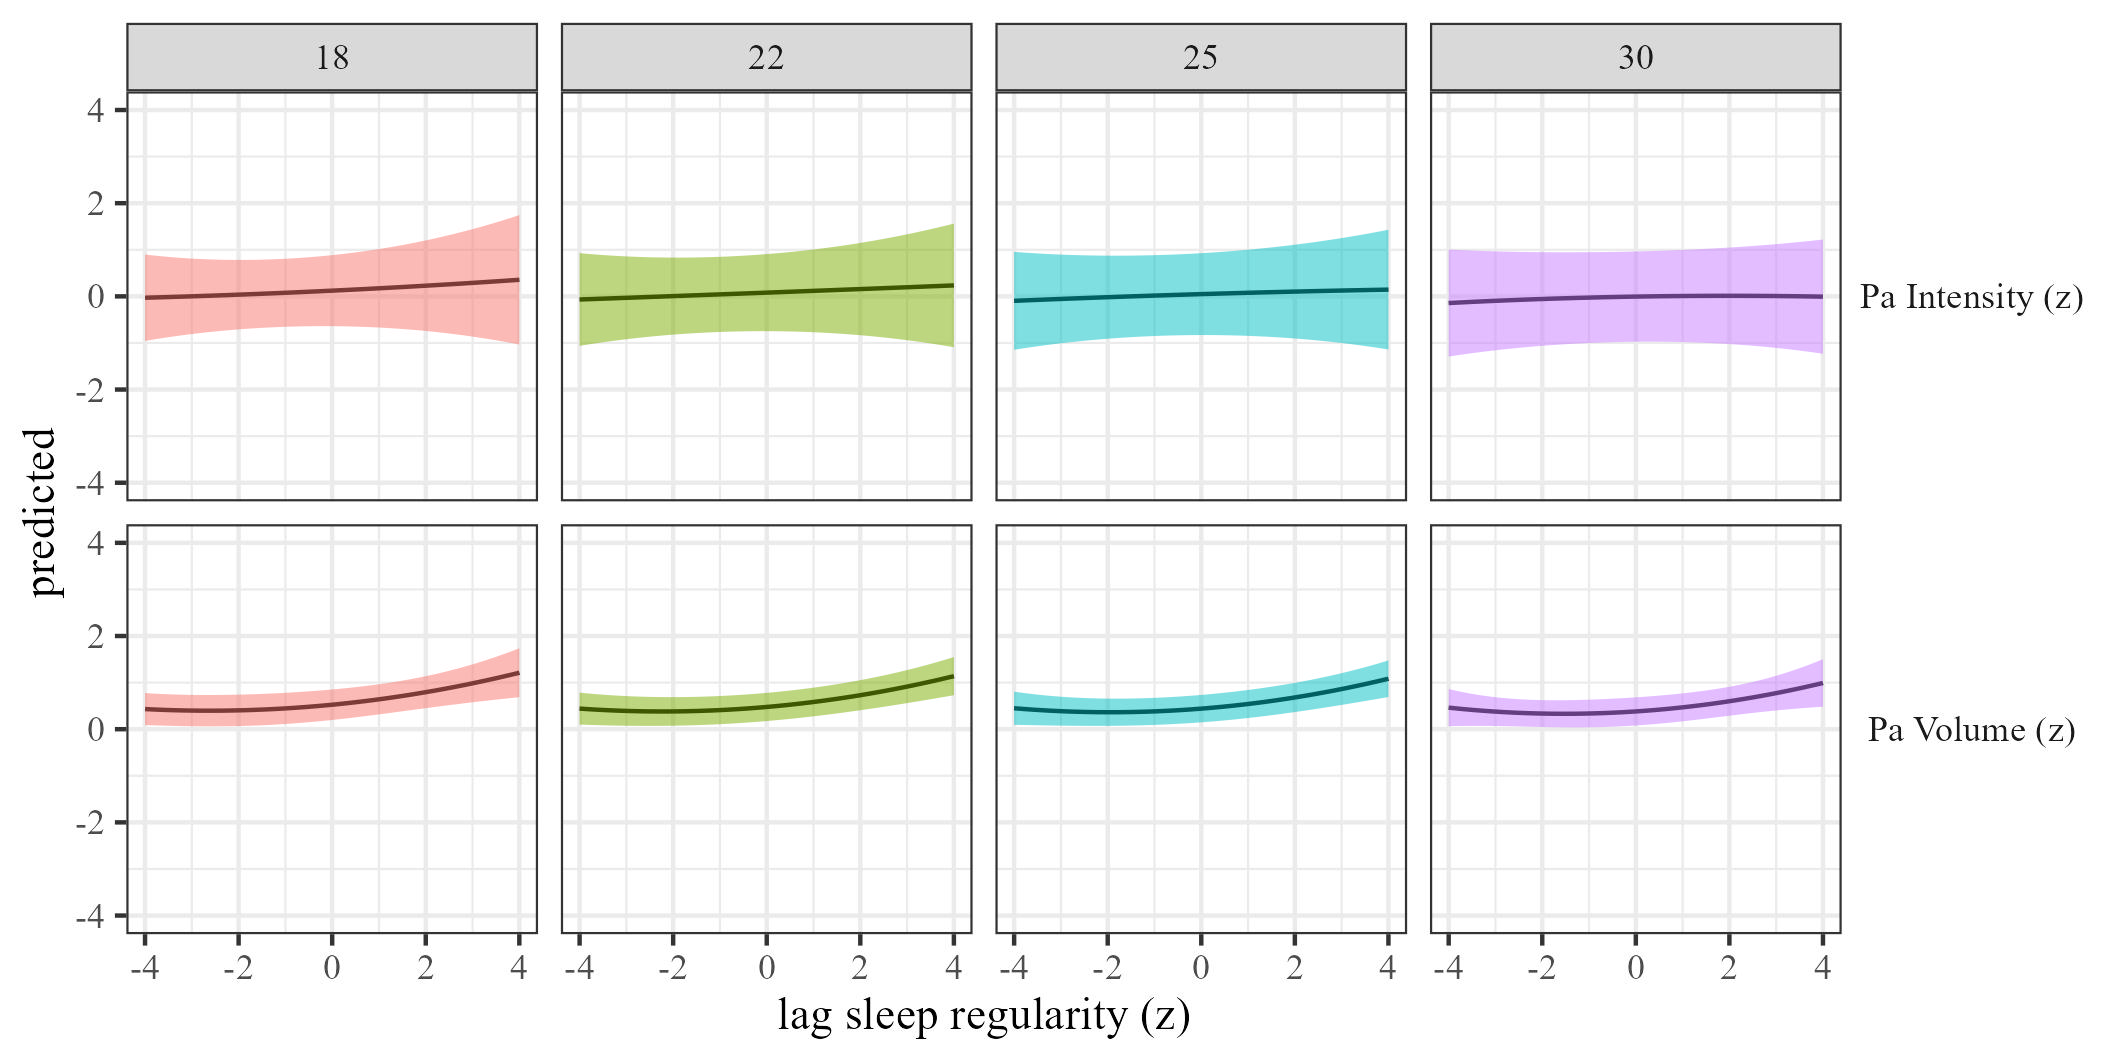 18 22 25 30
4
2
0
-2
-4
Pa Intensity (z)
predicted
4
2
0
-2
-4
Pa Volume (z)
-4 -2 0 2 4 -4 -2 0 2 4 -4 -2 0 2 4 -4 -2 0 2 4
lag sleep regularity (z)